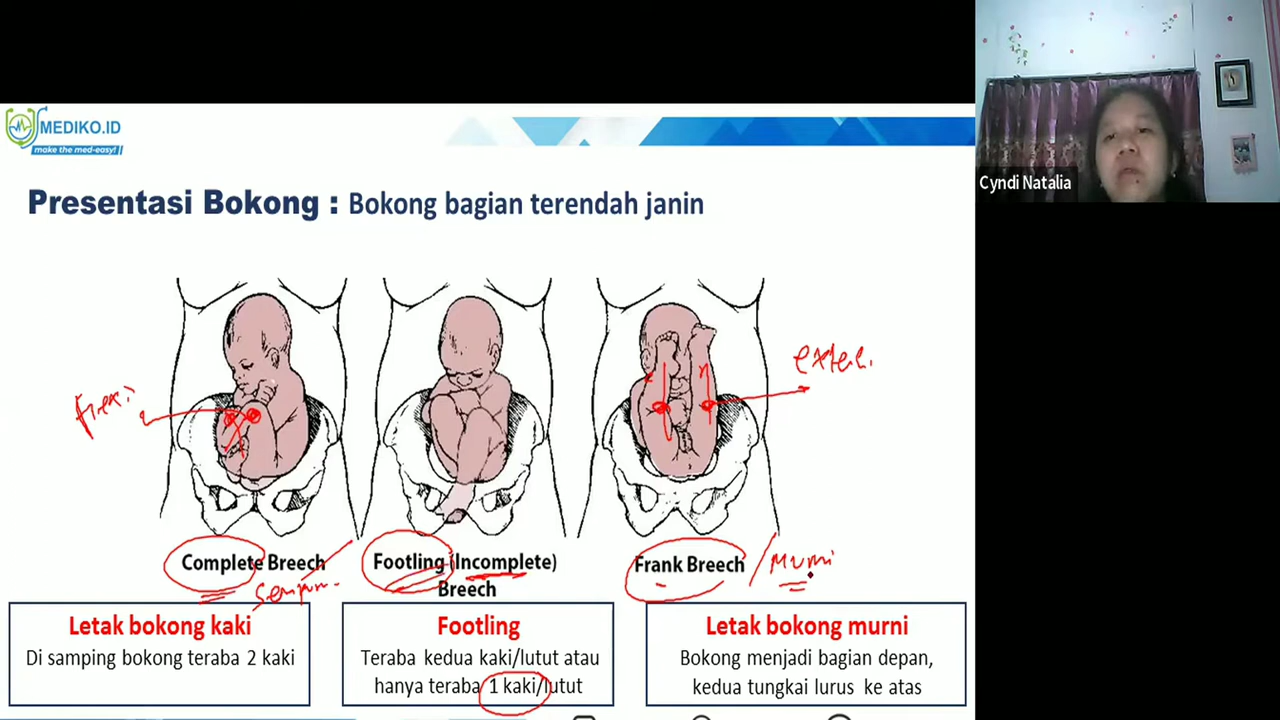 MEDIKO.ID
make the med-easy!
Cyndi Natalia
Presentasi Bokong : Bokong bagian terendah janin
Flexi
exten.
Complete Breech
Footling (Incomplete)
Breech
Frank Breech
/ Murni
Letak bokong kaki
Di samping bokong teraba 2 kaki
Footling
Teraba kedua kaki/lutut atau
hanya teraba 1 kaki/lutut
Letak bokong murni
Bokong menjadi bagian depan,
kedua tungkai lurus ke atas